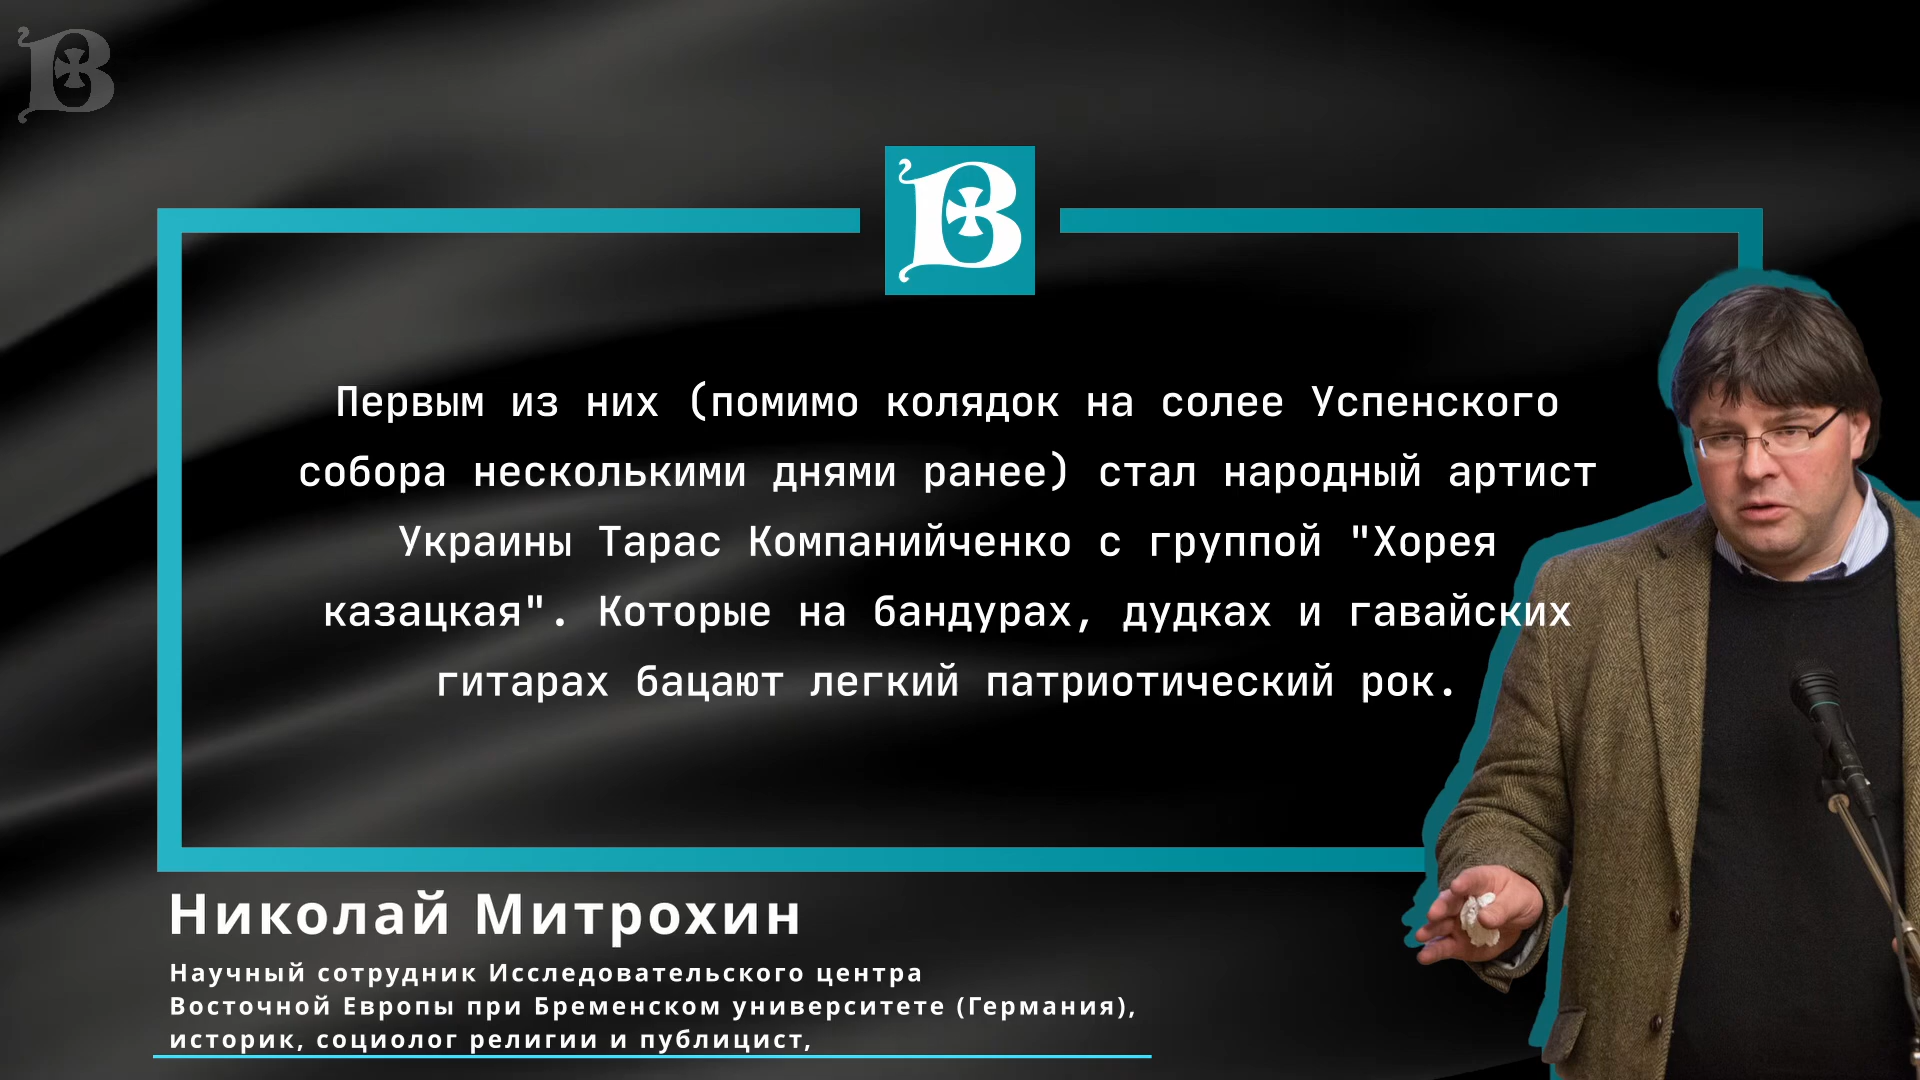 В
В
Первым из них (помимо колядок на солее Успенского
собора несколькими днями ранее) стал народный артист
Украины Тарас Компанийченко с группой "Хорея
казацкая". Которые на бандурах, дудках и гавайских
гитарах бацают легкий патриотический рок.
Николай Митрохин
Научный сотрудник Исследовательского центра
Восточной Европы при Бременском университете (Германия),
историк, социолог религии и публицист,